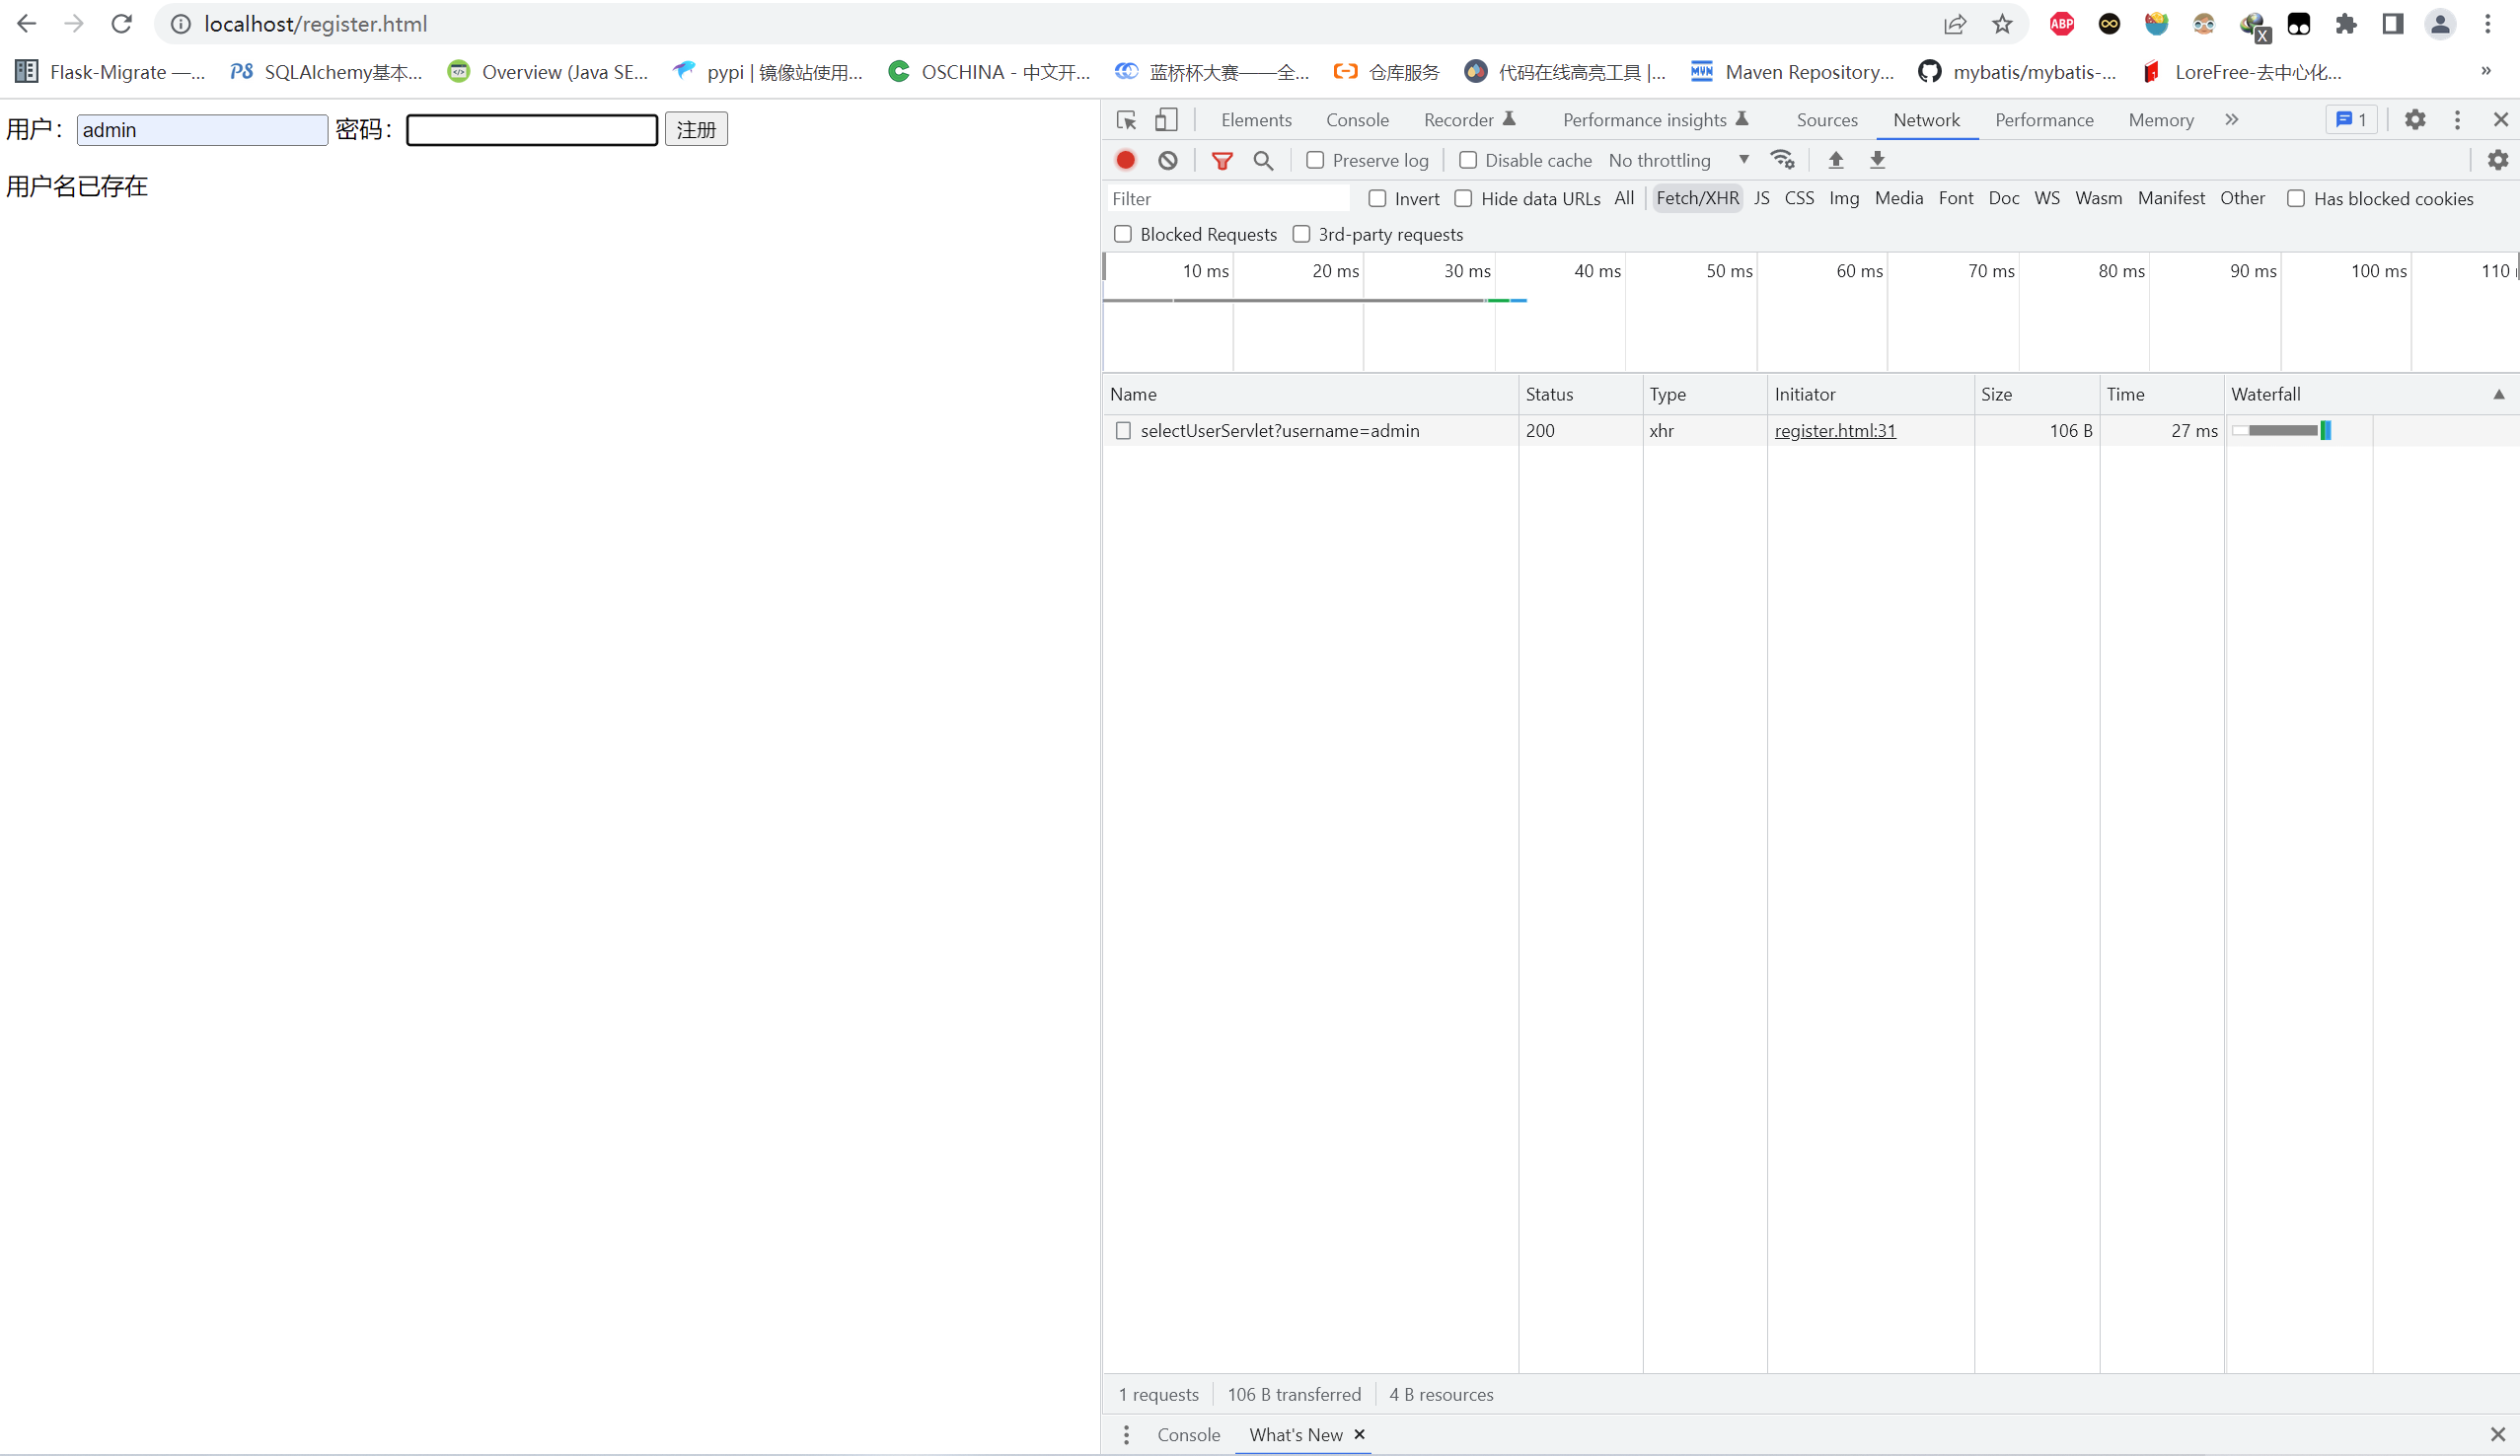 localhost/register.html
Flask-Migrate —... SQLAlchemy基本... Overview (Java SE... pypi | 镜像站使用... OSCHINA - 中文开... 蓝桥杯大赛——全... 仓库服务 代码在线高亮工具 |... Maven Repository... mybatis/mybatis-... LoreFree-去中心化... »
用户： admin 密码： 注册
用户名已存在
Elements Console Recorder Performance insights Sources Network Performance Memory » 1
Preserve log Disable cache No throttling
Filter Invert Hide data URLs All Fetch/XHR JS CSS Img Media Font Doc WS Wasm Manifest Other Has blocked cookies
Blocked Requests 3rd-party requests
10 ms 20 ms 30 ms 40 ms 50 ms 60 ms 70 ms 80 ms 90 ms 100 ms 110
Name Status Type Initiator Size Time Waterfall
selectUserServlet?username=admin 200 xhr register.html:31 106 B 27 ms
1 requests 106 B transferred 4 B resources
Console What's New
ABP
X